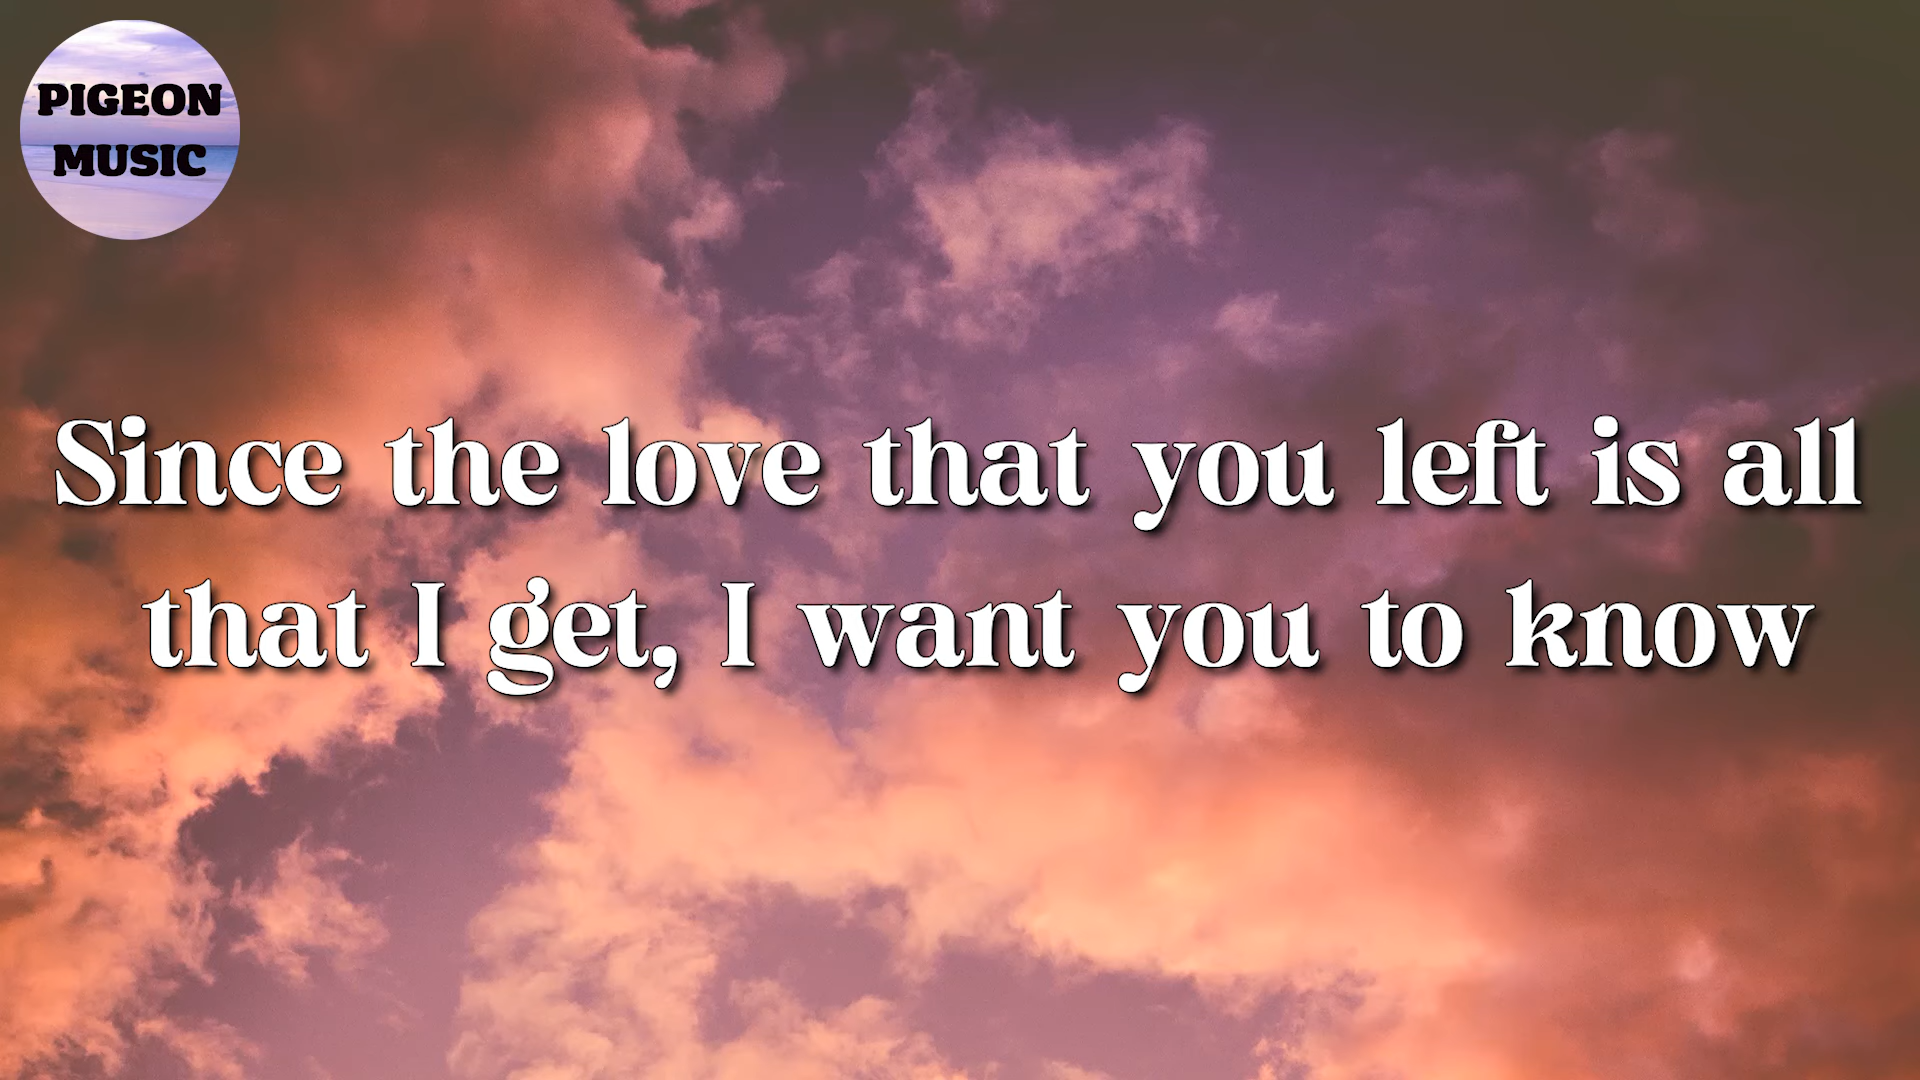 PIGEON
MUSIC
Since the love that you left is all
that I get, I want you to know